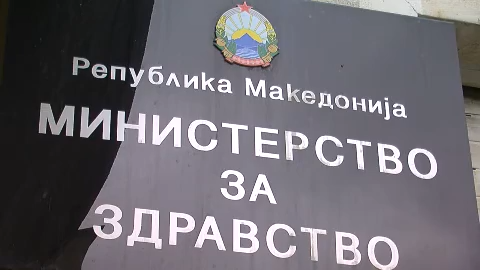 Република Македонија
МИНИСТЕРСТВО
ЗА
ЗДРАВСТВО